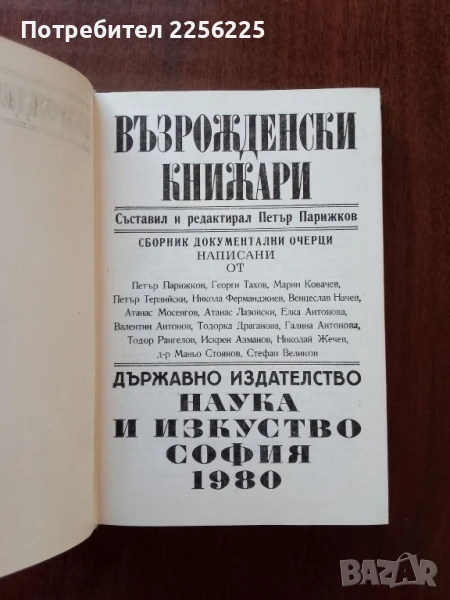 Потребител 2256225
ВЪЗРОЖДЕНСКИ
КНИЖАРИ
Съставил и редактирал Петър Парижков
СБОРНИК ДОКУМЕНТАЛНИ ОЧЕРЦИ
НАПИСАНИ
ОТ
Петър Парижков, Георги Тахов, Марин Ковачев,
Петър Терзийски, Никола Ферманджиев, Венцеслав Начев,
Атанас Мосенгов, Атанас Лазовски, Елка Антонова,
Валентин Антонов, Тодорка Драганова, Галина Антонова,
Тодор Рангелов, Искрен Азманов, Николай Жечев,
д-р Маньо Стоянов, Стефан Великов
ДЪРЖАВНО ИЗДАТЕЛСТВО
НАУКА
И ИЗКУСТВО
СОФИЯ
1980
BAZAR